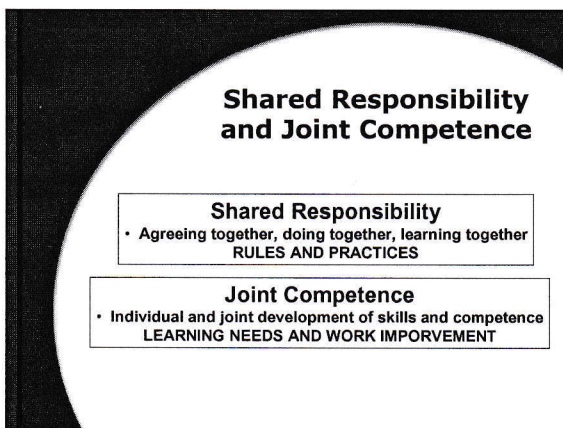 Shared Responsibility
and Joint Competence
Shared Responsibility
• Agreeing together, doing together, learning together
RULES AND PRACTICES
Joint Competence
• Individual and joint development of skills and competence
LEARNING NEEDS AND WORK IMPORVEMENT